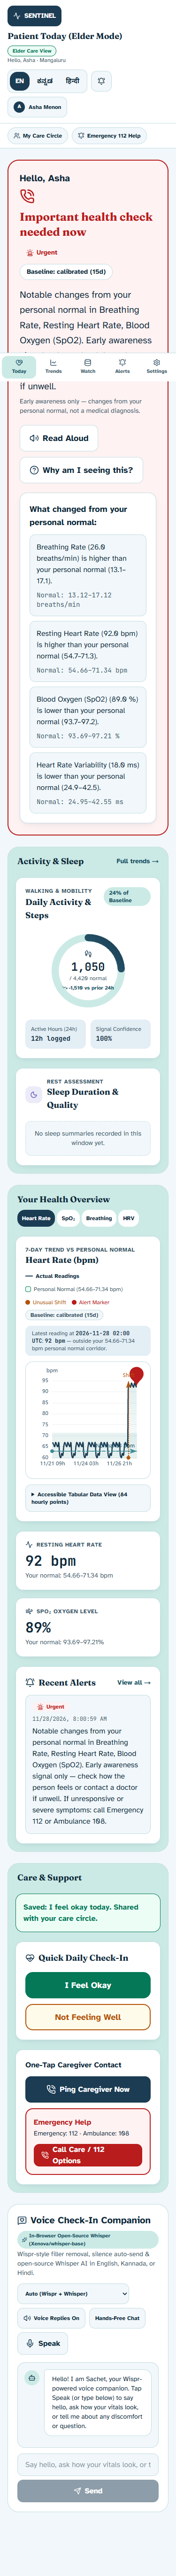 SENTINEL
Patient Today (Elder Mode)
Elder Care View
Hello, Asha · Mangaluru
EN ಕನ್ನಡ हिन्दी
A Asha Menon
My Care Circle
Emergency 112 Help
Hello, Asha
Important health check
needed now
Urgent
Baseline: calibrated (15d)
Notable changes from your
personal normal in Breathing
Rate, Resting Heart Rate, Blood
Oxygen (SpO2). Early awareness
Today Trends Watch Alerts Settings
if unwell.
Early awareness only — changes from your
personal normal, not a medical diagnosis.
Read Aloud
Why am I seeing this?
What changed from your
personal normal:
Breathing Rate (26.0
breaths/min) is higher than
your personal normal (13.1–
17.1).
Normal: 13.12–17.12
breaths/min
Resting Heart Rate (92.0 bpm)
is higher than your personal
normal (54.7–71.3).
Normal: 54.66–71.34 bpm
Blood Oxygen (SpO2) (89.0 %)
is lower than your personal
normal (93.7–97.2).
Normal: 93.69–97.21 %
Heart Rate Variability (18.0 ms)
is lower than your personal
normal (24.9–42.5).
Normal: 24.95–42.55 ms
Activity & Sleep
Full trends →
WALKING & MOBILITY
Daily Activity &
Steps
24% of
Baseline
1,050
/ 4,420 normal
-1,510 vs prior 24h
Active Hours (24h)
12h logged
Signal Confidence
100%
REST ASSESSMENT
Sleep Duration &
Quality
No sleep summaries recorded in this
window yet.
Your Health Overview
Heart Rate SpO₂ Breathing HRV
7-DAY TREND VS PERSONAL NORMAL
Heart Rate (bpm)
Actual Readings
Personal Normal (54.66–71.34 bpm)
Unusual Shift
Alert Marker
Baseline: calibrated (15d)
Latest reading at 2026-11-28 02:00
UTC: 92 bpm — outside your 54.66–71.34
bpm personal normal corridor.
bpm
95
90
85
80
75
70
65
60
11/21 09h 11/24 03h 11/26 21h
▶ Accessible Tabular Data View (84
hourly points)
RESTING HEART RATE
92 bpm
Your normal: 54.66–71.34 bpm
SPO₂ OXYGEN LEVEL
89%
Your normal: 93.69–97.21%
Recent Alerts
View all →
Urgent
11/28/2026, 8:00:59 AM
Notable changes from your
personal normal in Breathing
Rate, Resting Heart Rate, Blood
Oxygen (SpO2). Early awareness
signal only — check how the
person feels or contact a doctor
if unwell. If unresponsive or
severe symptoms: call Emergency
112 or Ambulance 108.
Care & Support
Saved: I feel okay today. Shared
with your care circle.
Quick Daily Check-In
I Feel Okay
Not Feeling Well
One-Tap Caregiver Contact
Ping Caregiver Now
Emergency Help
Emergency: 112 · Ambulance: 108
Call Care / 112
Options
Voice Check-In Companion
In-Browser Open-Source Whisper
(Xenova/whisper-base)
Wispr-style filler removal, silence auto-send &
open-source Whisper AI in English, Kannada, or
Hindi.
Auto (Wispr + Whisper)
Voice Replies On
Hands-Free Chat
Speak
Hello! I am Sachet, your Wispr-
powered voice companion. Tap
Speak (or type below) to say
hello, ask how your vitals look,
or tell me about any discomfort
or question.
Say hello, ask how your vitals look, or t
Send